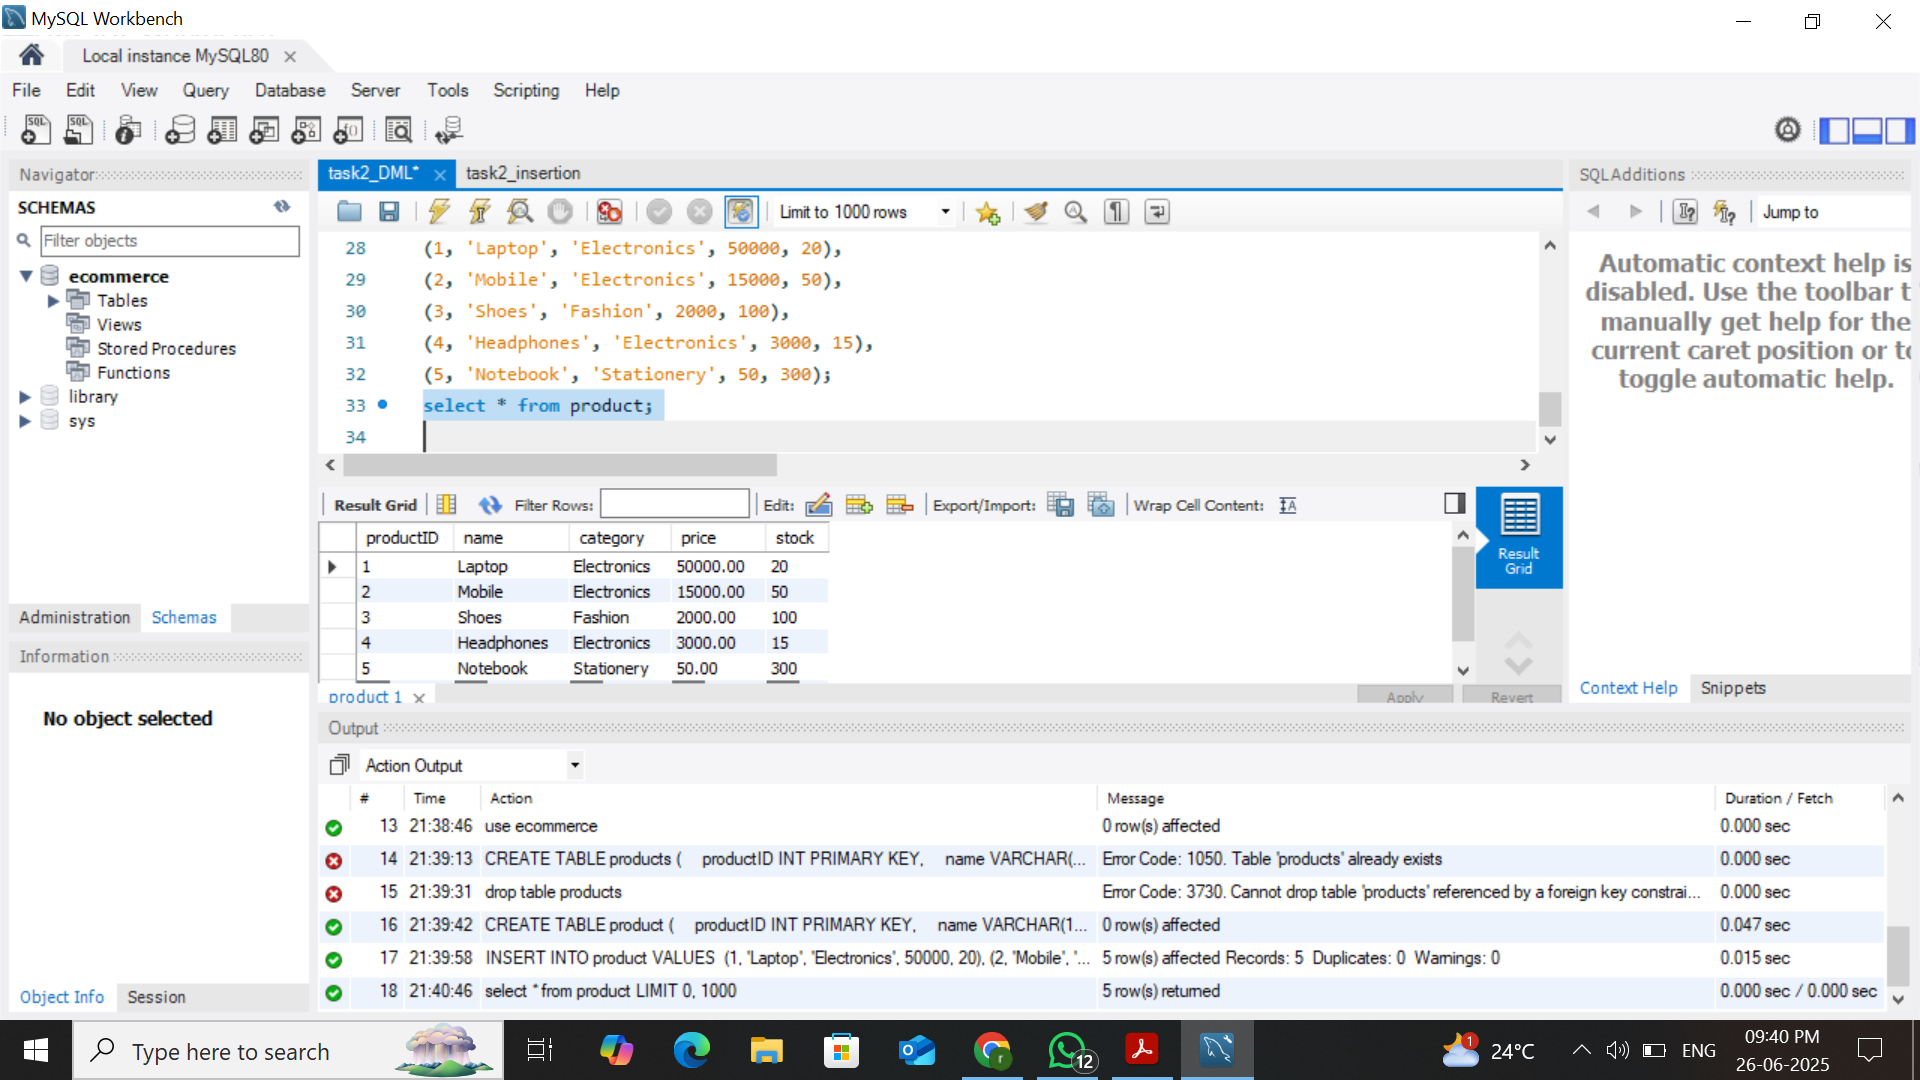 MySQL Workbench
Local instance MySQL80
File Edit View Query Database Server Tools Scripting Help
Navigator
SCHEMAS
Filter objects
ecommerce
Tables
Views
Stored Procedures
Functions
library
sys
Administration Schemas
Information
No object selected
Object Info Session
task2_DML* task2_insertion
Limit to 1000 rows
28 (1, 'Laptop', 'Electronics', 50000, 20),
29 (2, 'Mobile', 'Electronics', 15000, 50),
30 (3, 'Shoes', 'Fashion', 2000, 100),
31 (4, 'Headphones', 'Electronics', 3000, 15),
32 (5, 'Notebook', 'Stationery', 50, 300);
33 select * from product;
34
Result Grid Filter Rows: Edit: Export/Import: Wrap Cell Content:
productID name category price stock
1 Laptop Electronics 50000.00 20
2 Mobile Electronics 15000.00 50
3 Shoes Fashion 2000.00 100
4 Headphones Electronics 3000.00 15
5 Notebook Stationery 50.00 300
Result
Grid
product 1 Apply Revert
SQLAdditions
Jump to
Automatic context help is
disabled. Use the toolbar t
manually get help for the
current caret position or to
toggle automatic help.
Context Help Snippets
Output
Action Output
# Time Action Message Duration / Fetch
13 21:38:46 use ecommerce 0 row(s) affected 0.000 sec
14 21:39:13 CREATE TABLE products ( productID INT PRIMARY KEY, name VARCHAR(... Error Code: 1050. Table 'products' already exists 0.000 sec
15 21:39:31 drop table products Error Code: 3730. Cannot drop table 'products' referenced by a foreign key constrai... 0.000 sec
16 21:39:42 CREATE TABLE product ( productID INT PRIMARY KEY, name VARCHAR(1... 0 row(s) affected 0.047 sec
17 21:39:58 INSERT INTO product VALUES (1, 'Laptop', 'Electronics', 50000, 20), (2, 'Mobile', '... 5 row(s) affected Records: 5 Duplicates: 0 Warnings: 0 0.015 sec
18 21:40:46 select * from product LIMIT 0, 1000 5 row(s) returned 0.000 sec / 0.000 sec
Type here to search
12
1
24°C
ENG
09:40 PM
26-06-2025